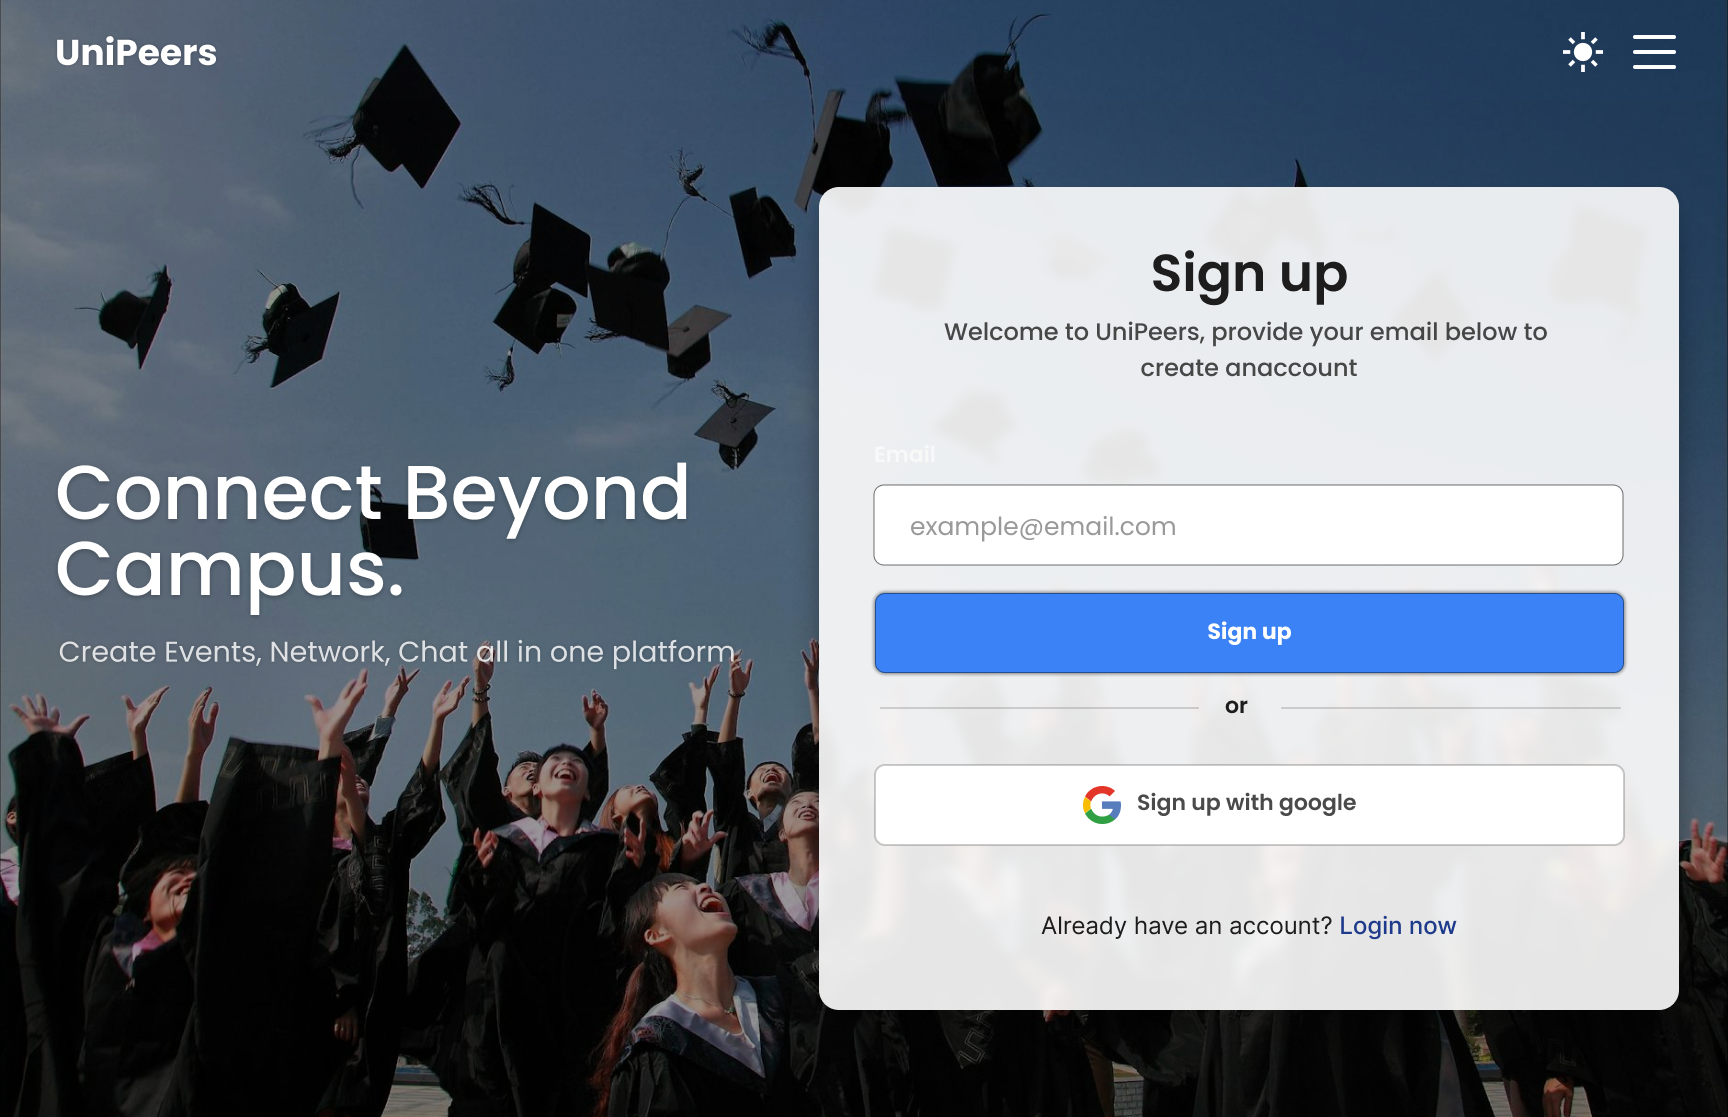 UniPeers
Connect Beyond
Campus.
Create Events, Network, Chat all in one platform.
Sign up
Welcome to UniPeers, provide your email below to
create anaccount
Email
example@email.com
Sign up
or
Sign up with google
Already have an account? Login now